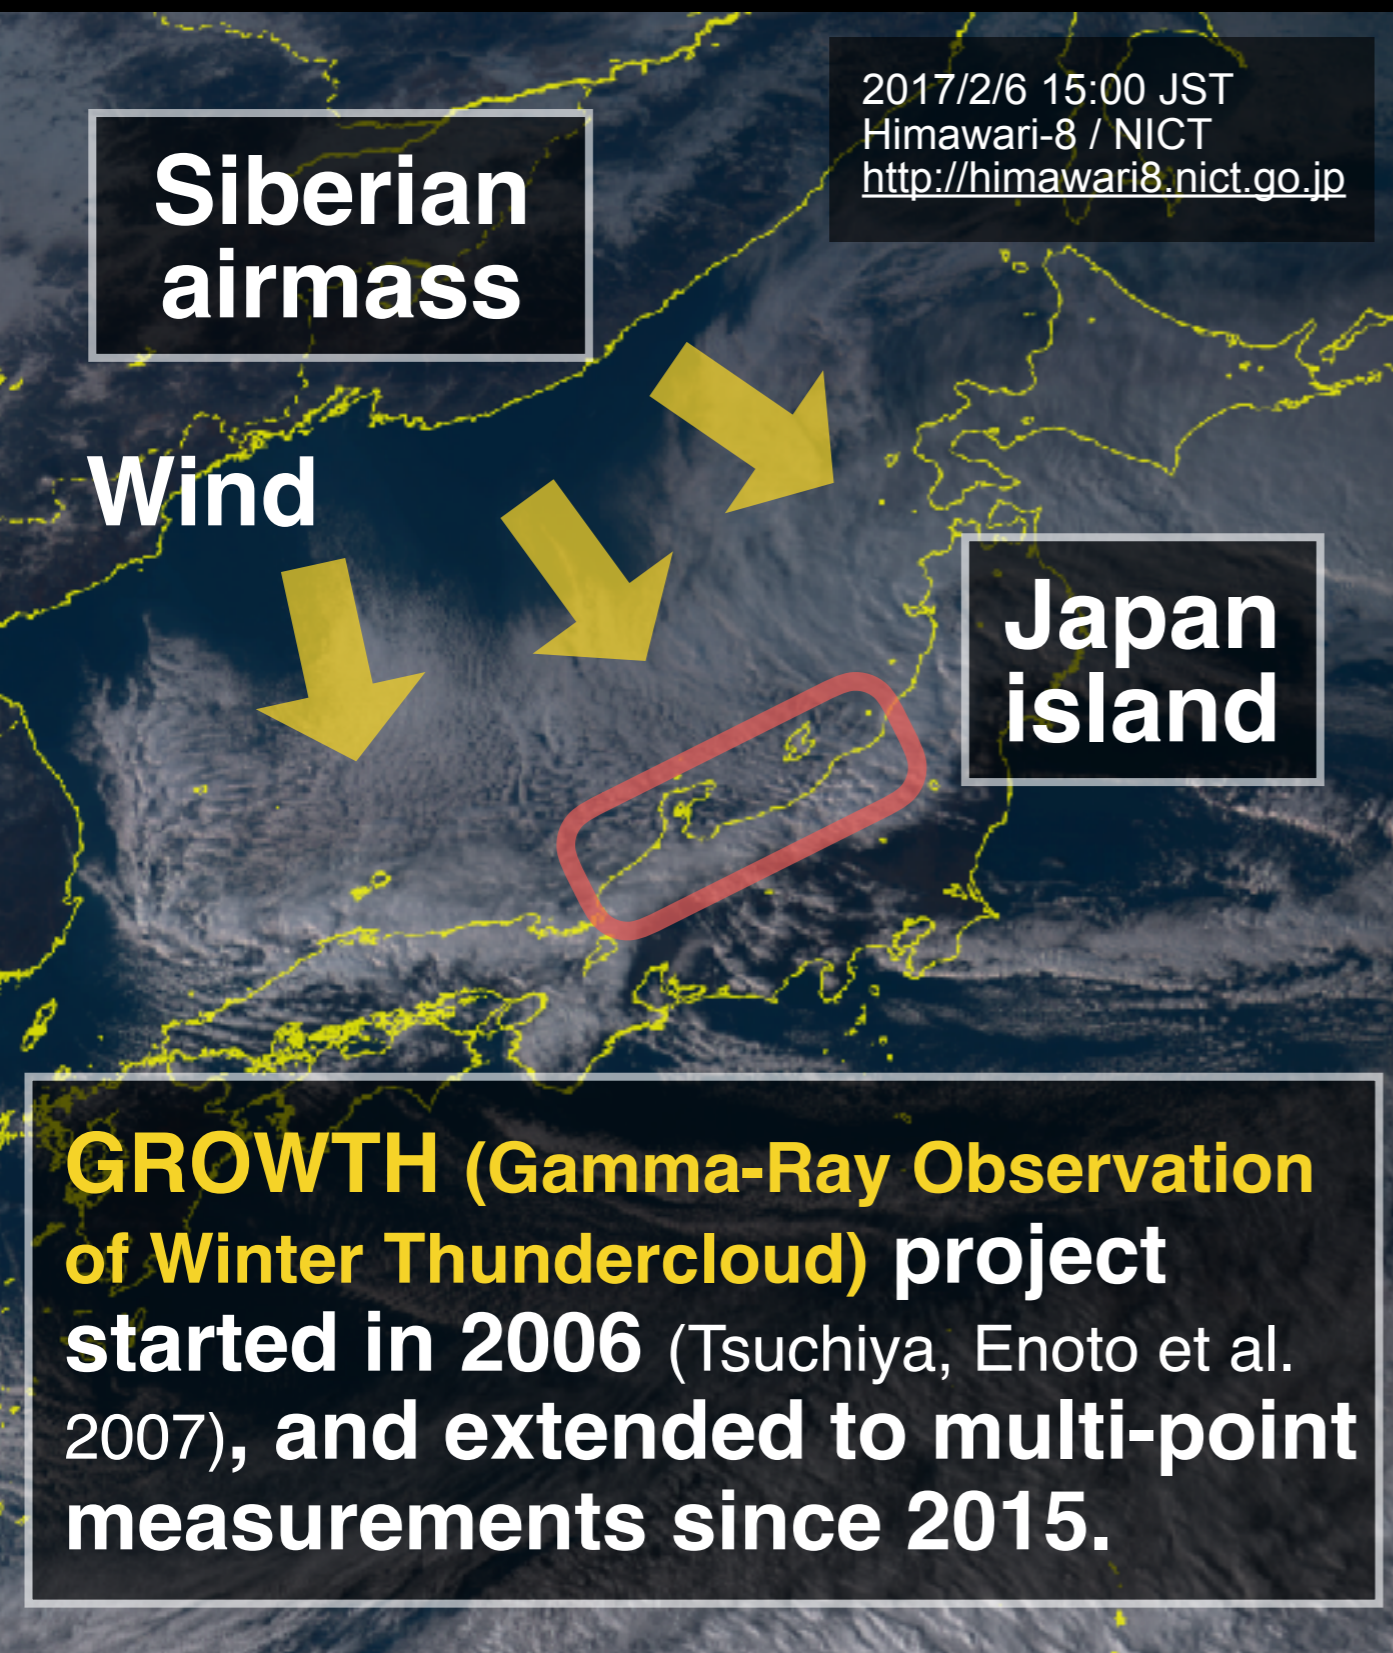 2017/2/6 15:00 JST
Himawari-8 / NICT
http://himawari8.nict.go.jp
Siberian
airmass
Wind
Japan
island
GROWTH (Gamma-Ray Observation
of Winter Thundercloud) project
started in 2006 (Tsuchiya, Enoto et al.
2007), and extended to multi-point
measurements since 2015.